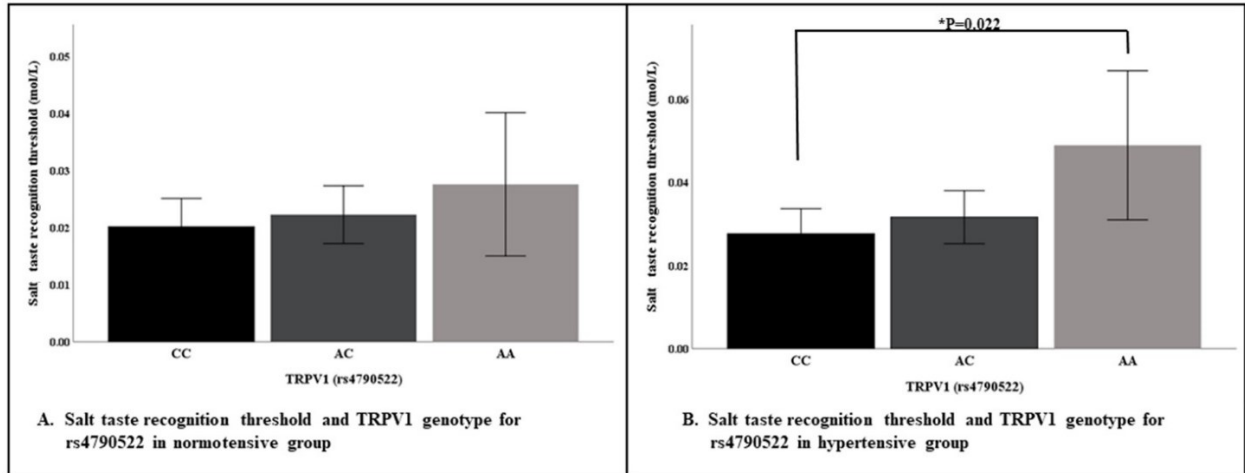 Salt taste recognition threshold (mol/L)
0.05
0.04
0.03
0.02
0.01
0.00
CC AC AA
TRPV1 (rs4790522)
A. Salt taste recognition threshold and TRPV1 genotype for
rs4790522 in normotensive group
*P=0.022
Salt taste recognition threshold (mol/L)
0.06
0.04
0.02
0.00
CC AC AA
TRPV1 (rs4790522)
B. Salt taste recognition threshold and TRPV1 genotype for
rs4790522 in hypertensive group